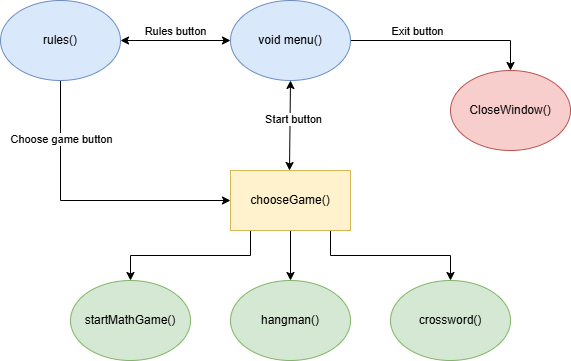 rules()
Rules button
void menu()
Exit button
CloseWindow()
Start button
Choose game button
chooseGame()
startMathGame()
hangman()
crossword()